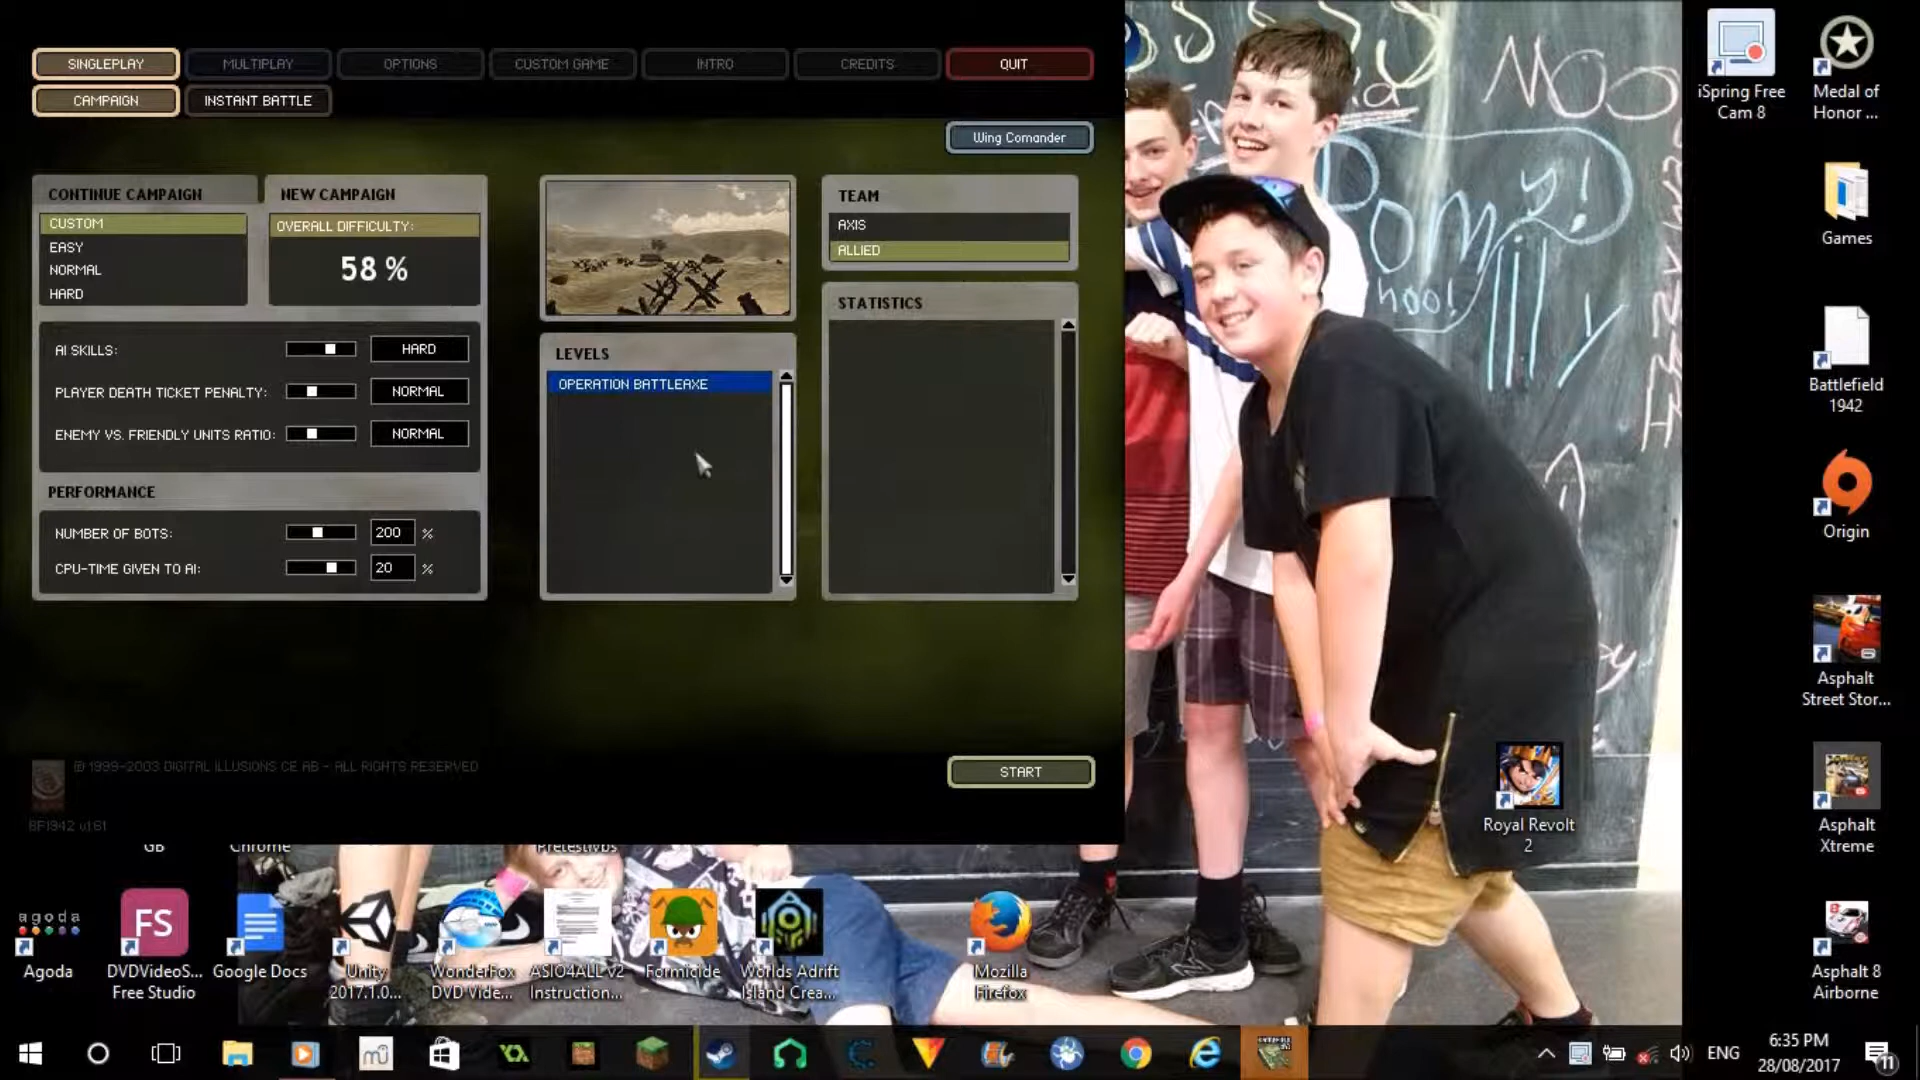 SINGLEPLAY MULTIPLAY OPTIONS CUSTOM GAME INTRO CREDITS QUIT
CAMPAIGN INSTANT BATTLE
Wing Comander
CONTINUE CAMPAIGN
CUSTOM
EASY
NORMAL
HARD
NEW CAMPAIGN
OVERALL DIFFICULTY:
58 %
AI SKILLS: HARD
PLAYER DEATH TICKET PENALTY: NORMAL
ENEMY VS. FRIENDLY UNITS RATIO: NORMAL
PERFORMANCE
NUMBER OF BOTS: 200 %
CPU-TIME GIVEN TO AI: 20 %
LEVELS
OPERATION BATTLEAXE
TEAM
AXIS
ALLIED
STATISTICS
START
© 1999-2003 DIGITAL ILLUSIONS CE AB - ALL RIGHTS RESERVED
BF1942 v1.61
MOO
hoo!
iSpring Free
Cam 8
Medal of
Honor ...
Games
Battlefield
1942
Origin
Asphalt
Street Stor...
Royal Revolt
2
Asphalt
Xtreme
Asphalt 8
Airborne
GB
Chrome
agoda
Agoda
FS
DVDVideoS...
Free Studio
Google Docs
Unity
2017.1.0...
WonderFox
DVD Vide...
ASIO4ALL v2
Instruction...
Formicide
Worlds Adrift
Island Crea...
Mozilla
Firefox
ENG
6:35 PM
28/08/2017
11